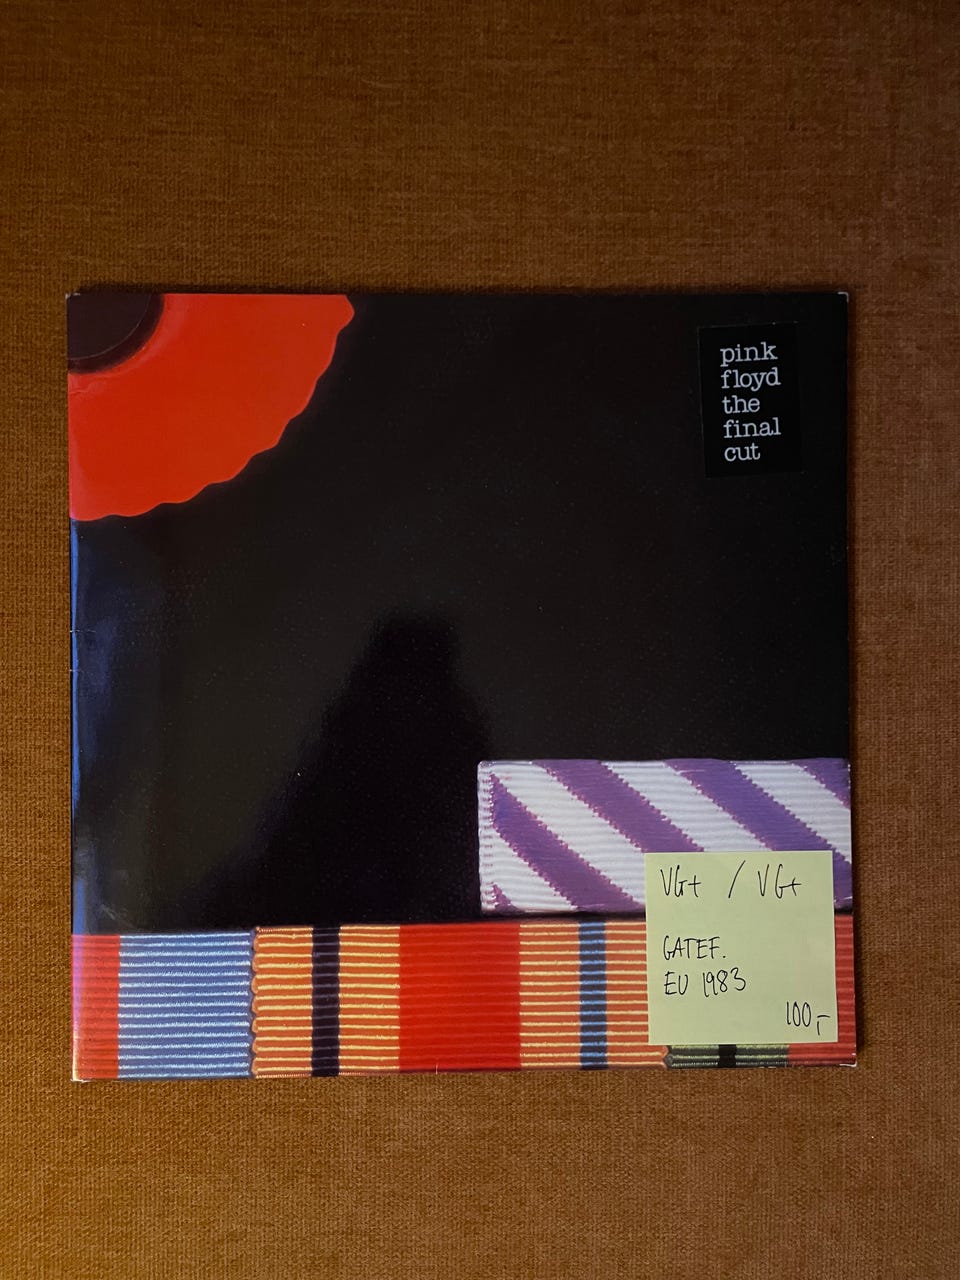 pink
floyd
the
final
cut
VG+ / VG+
GATEF.
EU 1983
100,-